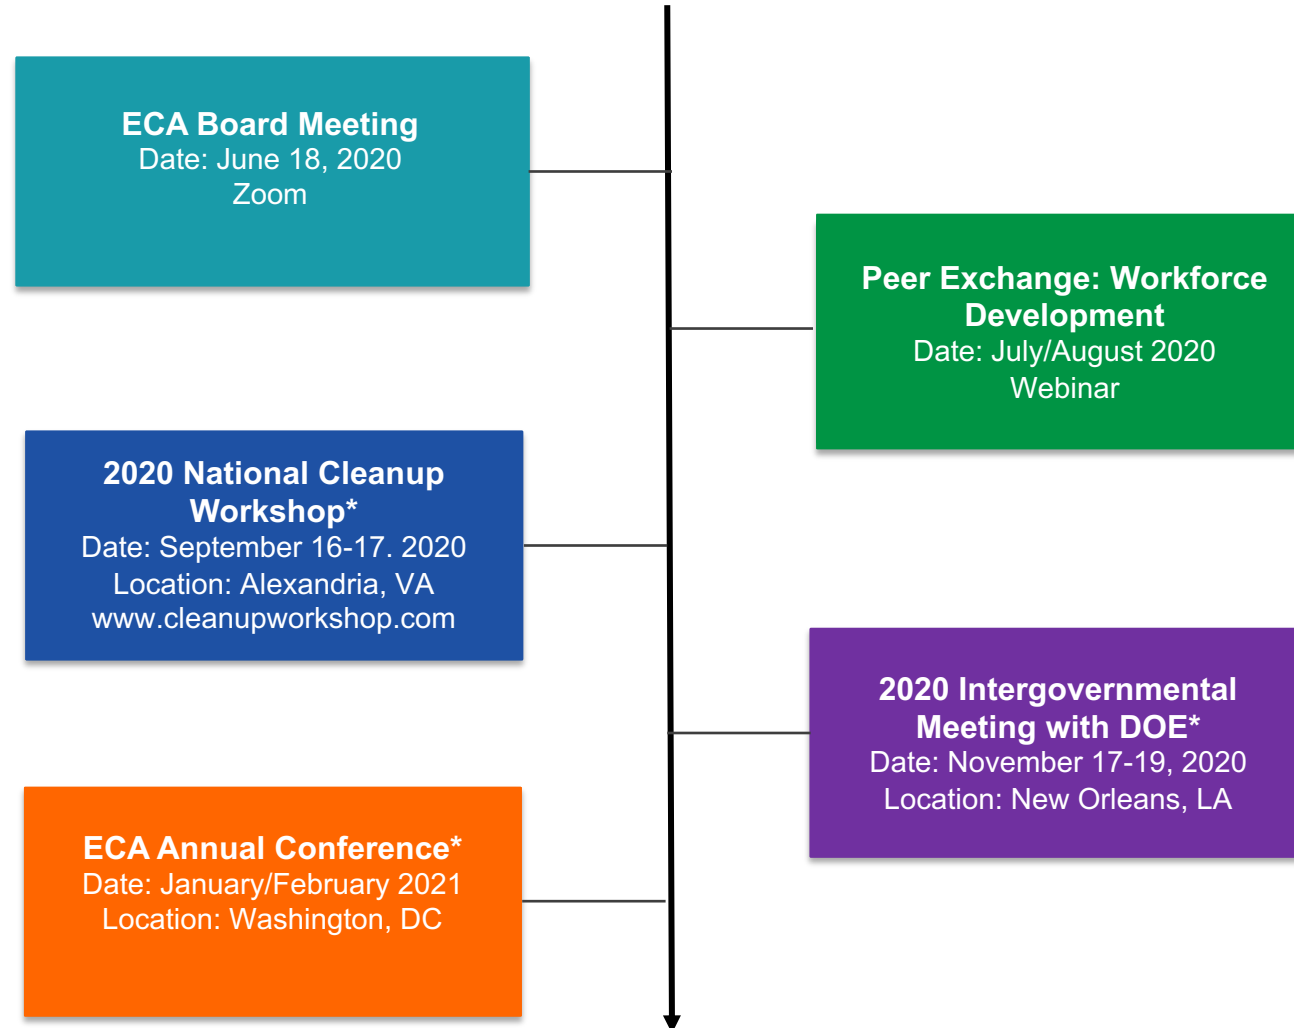 ECA Board Meeting
Date: June 18, 2020
Zoom
Peer Exchange: Workforce
Development
Date: July/August 2020
Webinar
2020 National Cleanup
Workshop*
Date: September 16-17. 2020
Location: Alexandria, VA
www.cleanupworkshop.com
2020 Intergovernmental
Meeting with DOE*
Date: November 17-19, 2020
Location: New Orleans, LA
ECA Annual Conference*
Date: January/February 2021
Location: Washington, DC